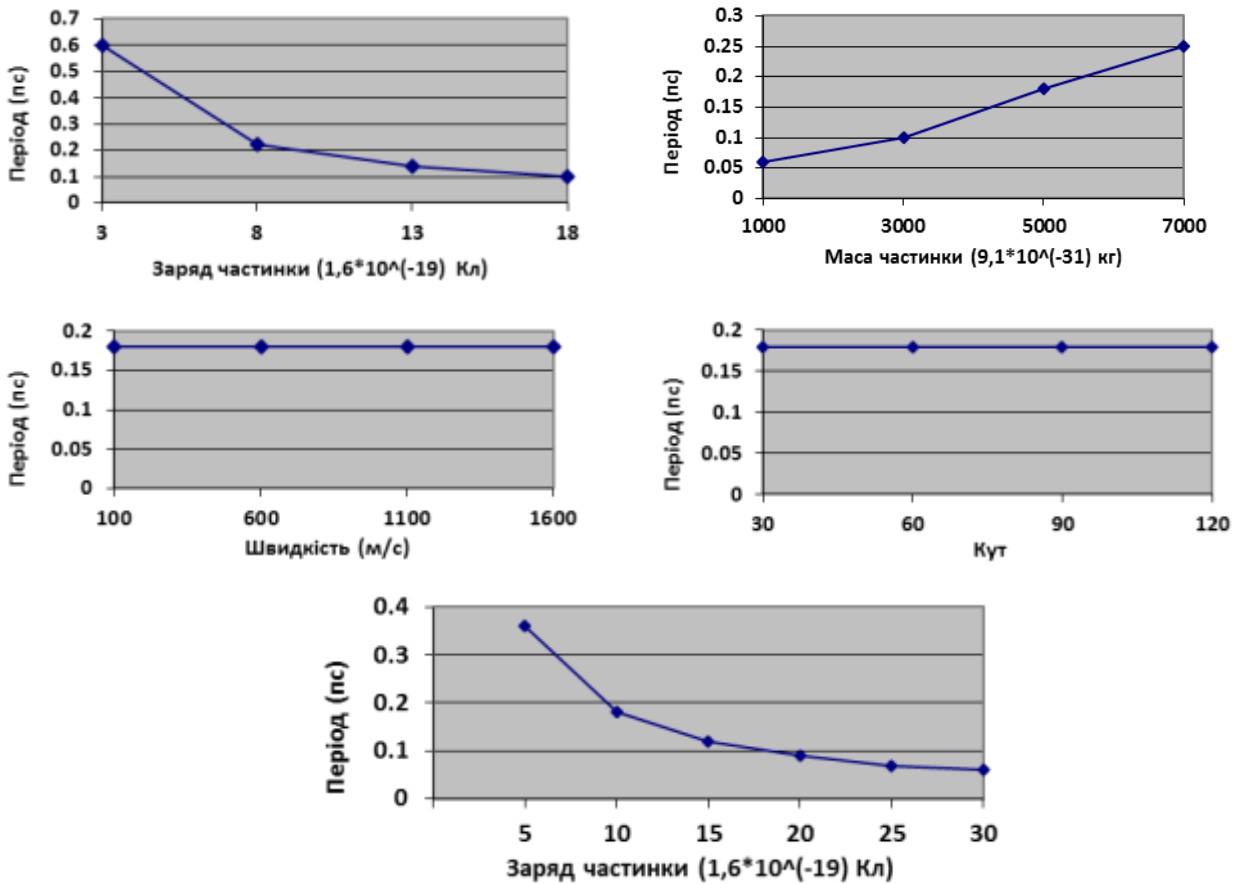 Період (пс)
0.7
0.6
0.5
0.4
0.3
0.2
0.1
0
3 8 13 18
Заряд частинки (1,6*10^(-19) Кл)
Період (пс)
0.3
0.25
0.2
0.15
0.1
0.05
0
1000 3000 5000 7000
Маса частинки (9,1*10^(-31) кг)
Період (пс)
0.2
0.15
0.1
0.05
0
100 600 1100 1600
Швидкість (м/с)
Період (пс)
0.2
0.15
0.1
0.05
0
30 60 90 120
Кут
Період (пс)
0.4
0.3
0.2
0.1
0
5 10 15 20 25 30
Заряд частинки (1,6*10^(-19) Кл)